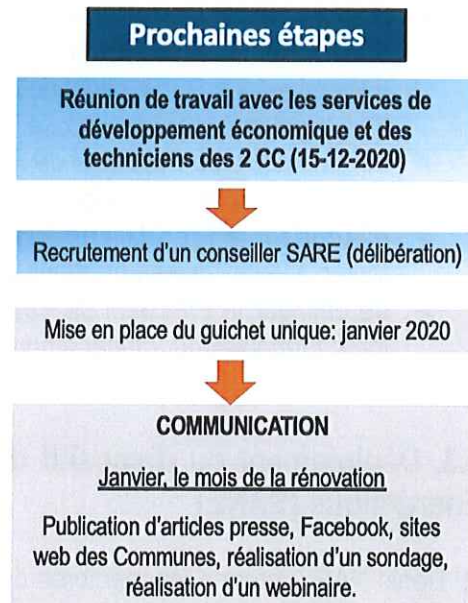 Prochaines étapes
Réunion de travail avec les services de
développement économique et des
techniciens des 2 CC (15-12-2020)
Recrutement d'un conseiller SARE (délibération)
Mise en place du guichet unique: janvier 2020
COMMUNICATION
Janvier, le mois de la rénovation
Publication d'articles presse, Facebook, sites
web des Communes, réalisation d'un sondage,
réalisation d'un webinaire.